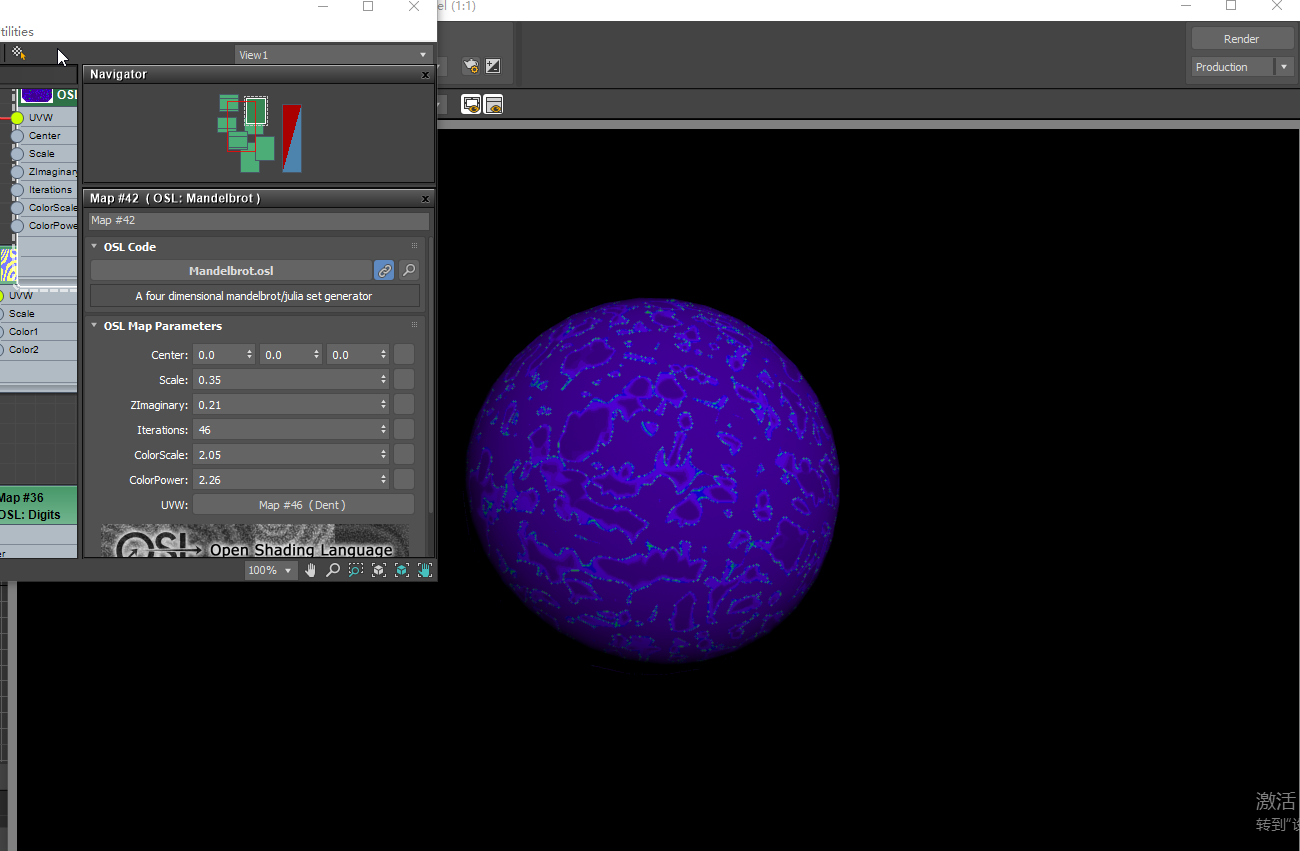 el (1:1)
tilities
Render
View1
Production
Navigator
OSL
UVW
Center
Scale
ZImaginary
Iterations
ColorScale
ColorPowe
UVW
Scale
Color1
Color2
Map #36
OSL: Digits
er
Map #42 ( OSL: Mandelbrot )
Map #42
OSL Code
Mandelbrot.osl
A four dimensional mandelbrot/julia set generator
OSL Map Parameters
Center: 0.0 0.0 0.0
Scale: 0.35
ZImaginary: 0.21
Iterations: 46
ColorScale: 2.05
ColorPower: 2.26
UVW: Map #46 (Dent)
OSL Open Shading Language
100%
激活
转到"设